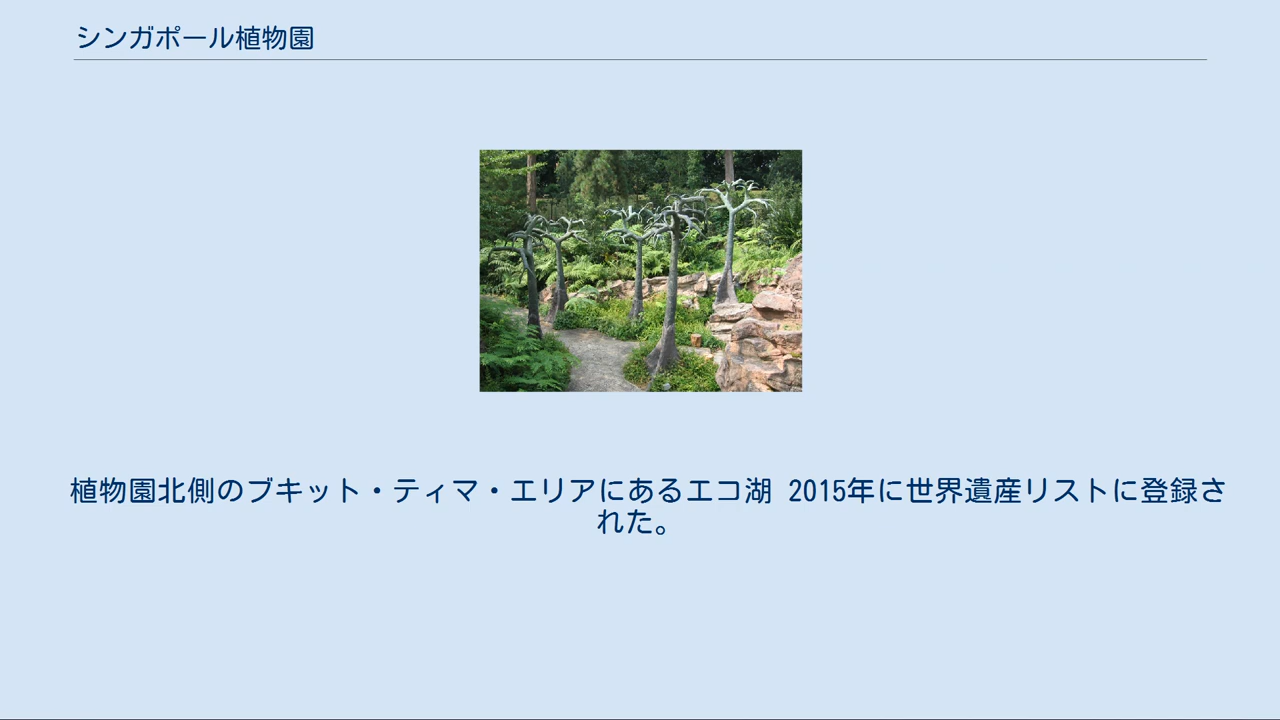 シンガポール植物園
植物園北側のブキット・ティマ・エリアにあるエコ湖 2015年に世界遺産リストに登録さ
れた。